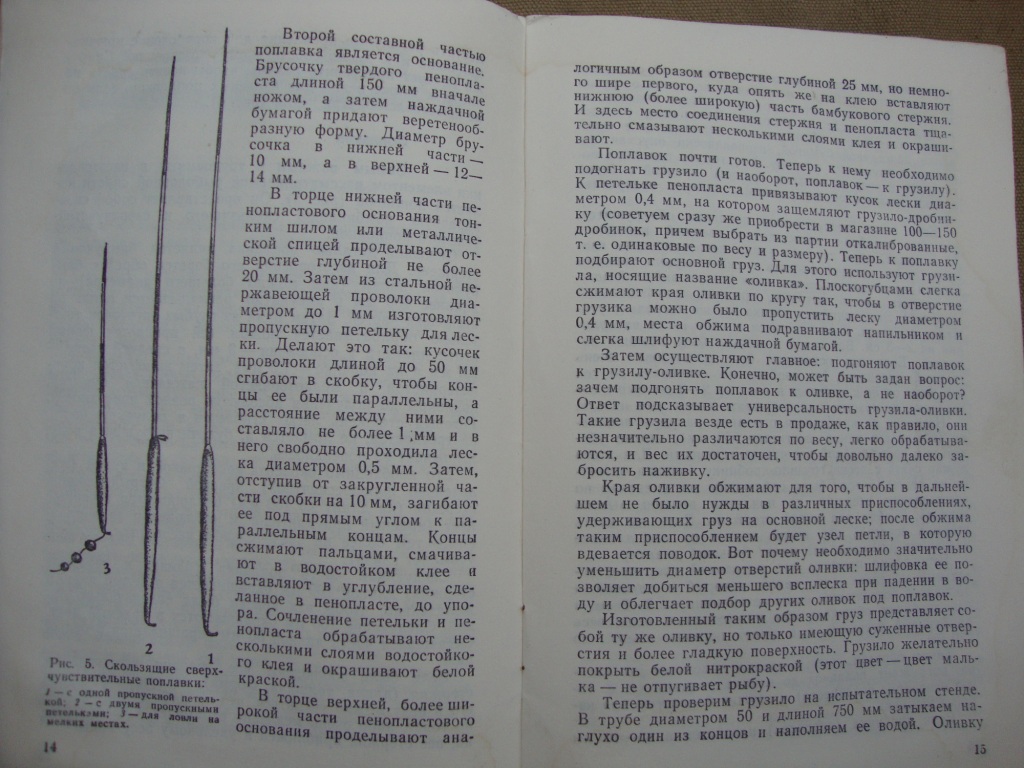 Второй составной частью
поплавка является основание.
Брусочку твердого пенопла-
ста длиной 150 мм вначале
ножом, а затем наждачной
бумагой придают веретенооб-
разную форму. Диаметр бру-
сочка в нижней части —
10 мм, а в верхней — 12—
14 мм.
В торце нижней части пе-
нопластового основания тон-
ким шилом или металличе-
ской спицей проделывают от-
верстие глубиной не более
20 мм. Затем из стальной не-
ржавеющей проволоки диа-
метром до 1 мм изготовляют
пропускную петельку для лес-
ки. Делают это так: кусочек
проволоки длиной до 50 мм
сгибают в скобку, чтобы кон-
цы ее были параллельны, а
расстояние между ними со-
ставляло не более 1 ;мм и в
него свободно проходила лес-
ка диаметром 0,5 мм. Затем,
отступив от закругленной ча-
сти скобки на 10 мм, загибают
ее под прямым углом к па-
раллельным концам. Концы
сжимают пальцами, смачива-
ют в водостойком клее и
вставляют в углубление, сде-
ланное в пенопласте, до упо-
ра. Сочленение петельки и пе-
нопласта обрабатывают не-
сколькими слоями водостойко-
го клея и окрашивают белой
краской.
В торце верхней, более ши-
рокой части пенопластового
основания проделывают ана-
3
2
1
Рис. 5. Скользящие сверх-
чувствительные поплавки:
1 — с одной пропускной петель-
кой; 2 — с двумя пропускными
петельками; 3 — для ловли на
мелких местах.
14
логичным образом отверстие глубиной 25 мм, но немно-
го шире первого, куда опять же на клею вставляют
нижнюю (более широкую) часть бамбукового стержня.
И здесь место соединения стержня и пенопласта тща-
тельно смазывают несколькими слоями клея и окраши-
вают.
Поплавок почти готов. Теперь к нему необходимо
подогнать грузило (и наоборот, поплавок — к грузилу).
К петельке пенопласта привязывают кусок лески диа-
метром 0,4 мм, на котором защемляют грузило-дробин-
ку (советуем сразу же приобрести в магазине 100—150
дробинок, причем выбрать из партии откалиброванные,
т. е. одинаковые по весу и размеру). Теперь к поплавку
подбирают основной груз. Для этого используют грузи-
ла, носящие название «оливка». Плоскогубцами слегка
сжимают края оливки по кругу так, чтобы в отверстие
грузика можно было пропустить леску диаметром
0,4 мм, места обжима подравнивают напильником и
слегка шлифуют наждачной бумагой.
Затем осуществляют главное: подгоняют поплавок
к грузилу-оливке. Конечно, может быть задан вопрос:
зачем подгонять поплавок к оливке, а не наоборот?
Ответ подсказывает универсальность грузила-оливки.
Такие грузила везде есть в продаже, как правило, они
незначительно различаются по весу, легко обрабатыва-
ются, и вес их достаточен, чтобы довольно далеко за-
бросить наживку.
Края оливки обжимают для того, чтобы в дальней-
шем не было нужды в различных приспособлениях,
удерживающих груз на основной леске; после обжима
таким приспособлением будет узел петли, в которую
вдевается поводок. Вот почему необходимо значительно
уменьшить диаметр отверстий оливки: шлифовка ее по-
зволяет добиться меньшего всплеска при падении в во-
ду и облегчает подбор других оливок под поплавок.
Изготовленный таким образом груз представляет со-
бой ту же оливку, но только имеющую суженные отвер-
стия и более гладкую поверхность. Грузило желательно
покрыть белой нитрокраской (этот цвет — цвет маль-
ка — не отпугивает рыбу).
Теперь проверим грузило на испытательном стенде.
В трубе диаметром 50 и длиной 750 мм затыкаем на-
глухо один из концов и наполняем ее водой. Оливку
15